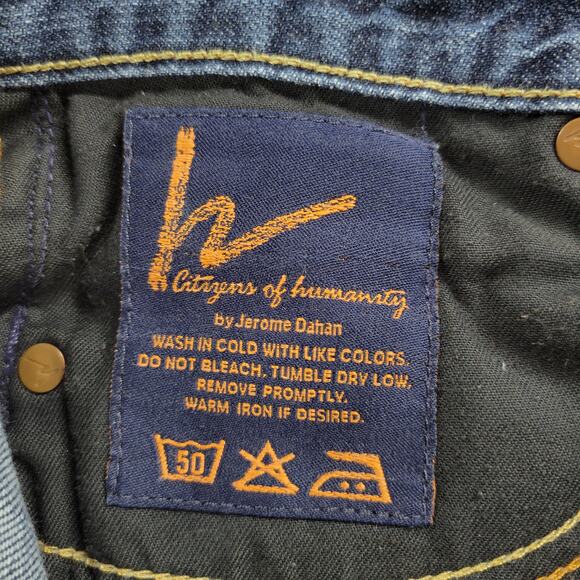 h
Citizens of humanity
by Jerome Dahan
WASH IN COLD WITH LIKE COLORS.
DO NOT BLEACH. TUMBLE DRY LOW.
REMOVE PROMPTLY.
WARM IRON IF DESIRED.
50